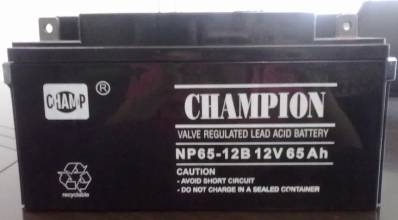 CHAMP ®
CHAMPION
VALVE REGULATED LEAD ACID BATTERY
NP65-12B 12V 65Ah
CAUTION
- AVOID SHORT CIRCUIT
- DO NOT CHARGE IN A SEALED CONTAINER
recyclable